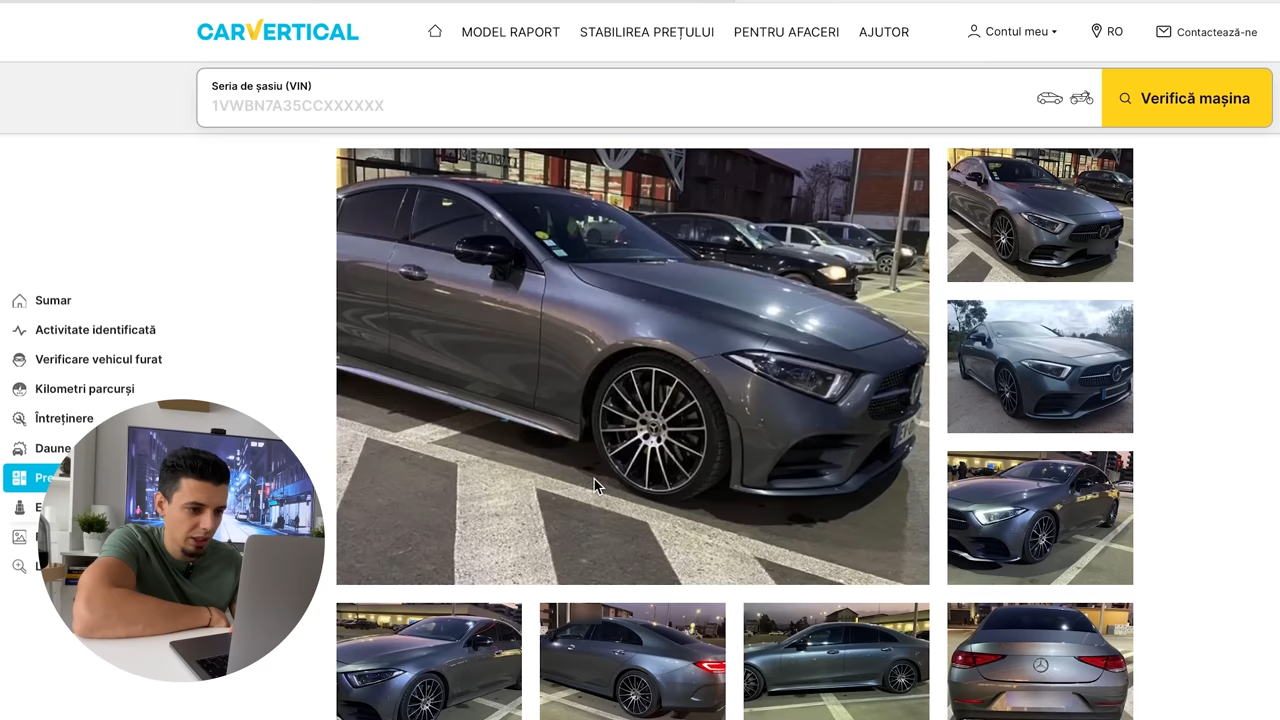 CARVERTICAL
MODEL RAPORT
STABILIREA PREȚULUI
PENTRU AFACERI
AJUTOR
Contul meu
RO
Contactează-ne
Seria de șasiu (VIN)
1VWBN7A35CCXXXXXX
Verifică mașina
Sumar
Activitate identificată
Verificare vehicul furat
Kilometri parcurși
Întreținere
Daune
Pre
E